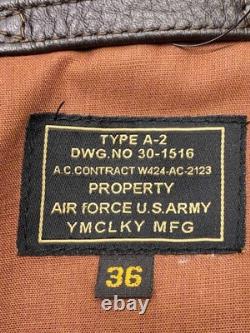 TYPE A-2
DWG.NO 30-1516
A.C.CONTRACT W424-AC-2123
PROPERTY
AIR FORCE U.S.ARMY
YMCLKY MFG
36